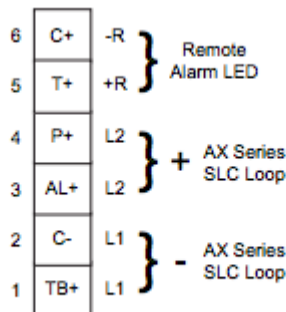 6 C+ -R
Remote
Alarm LED
5 T+ +R
4 P+ L2
+ AX Series
SLC Loop
3 AL+ L2
2 C- L1
- AX Series
SLC Loop
1 TB+ L1